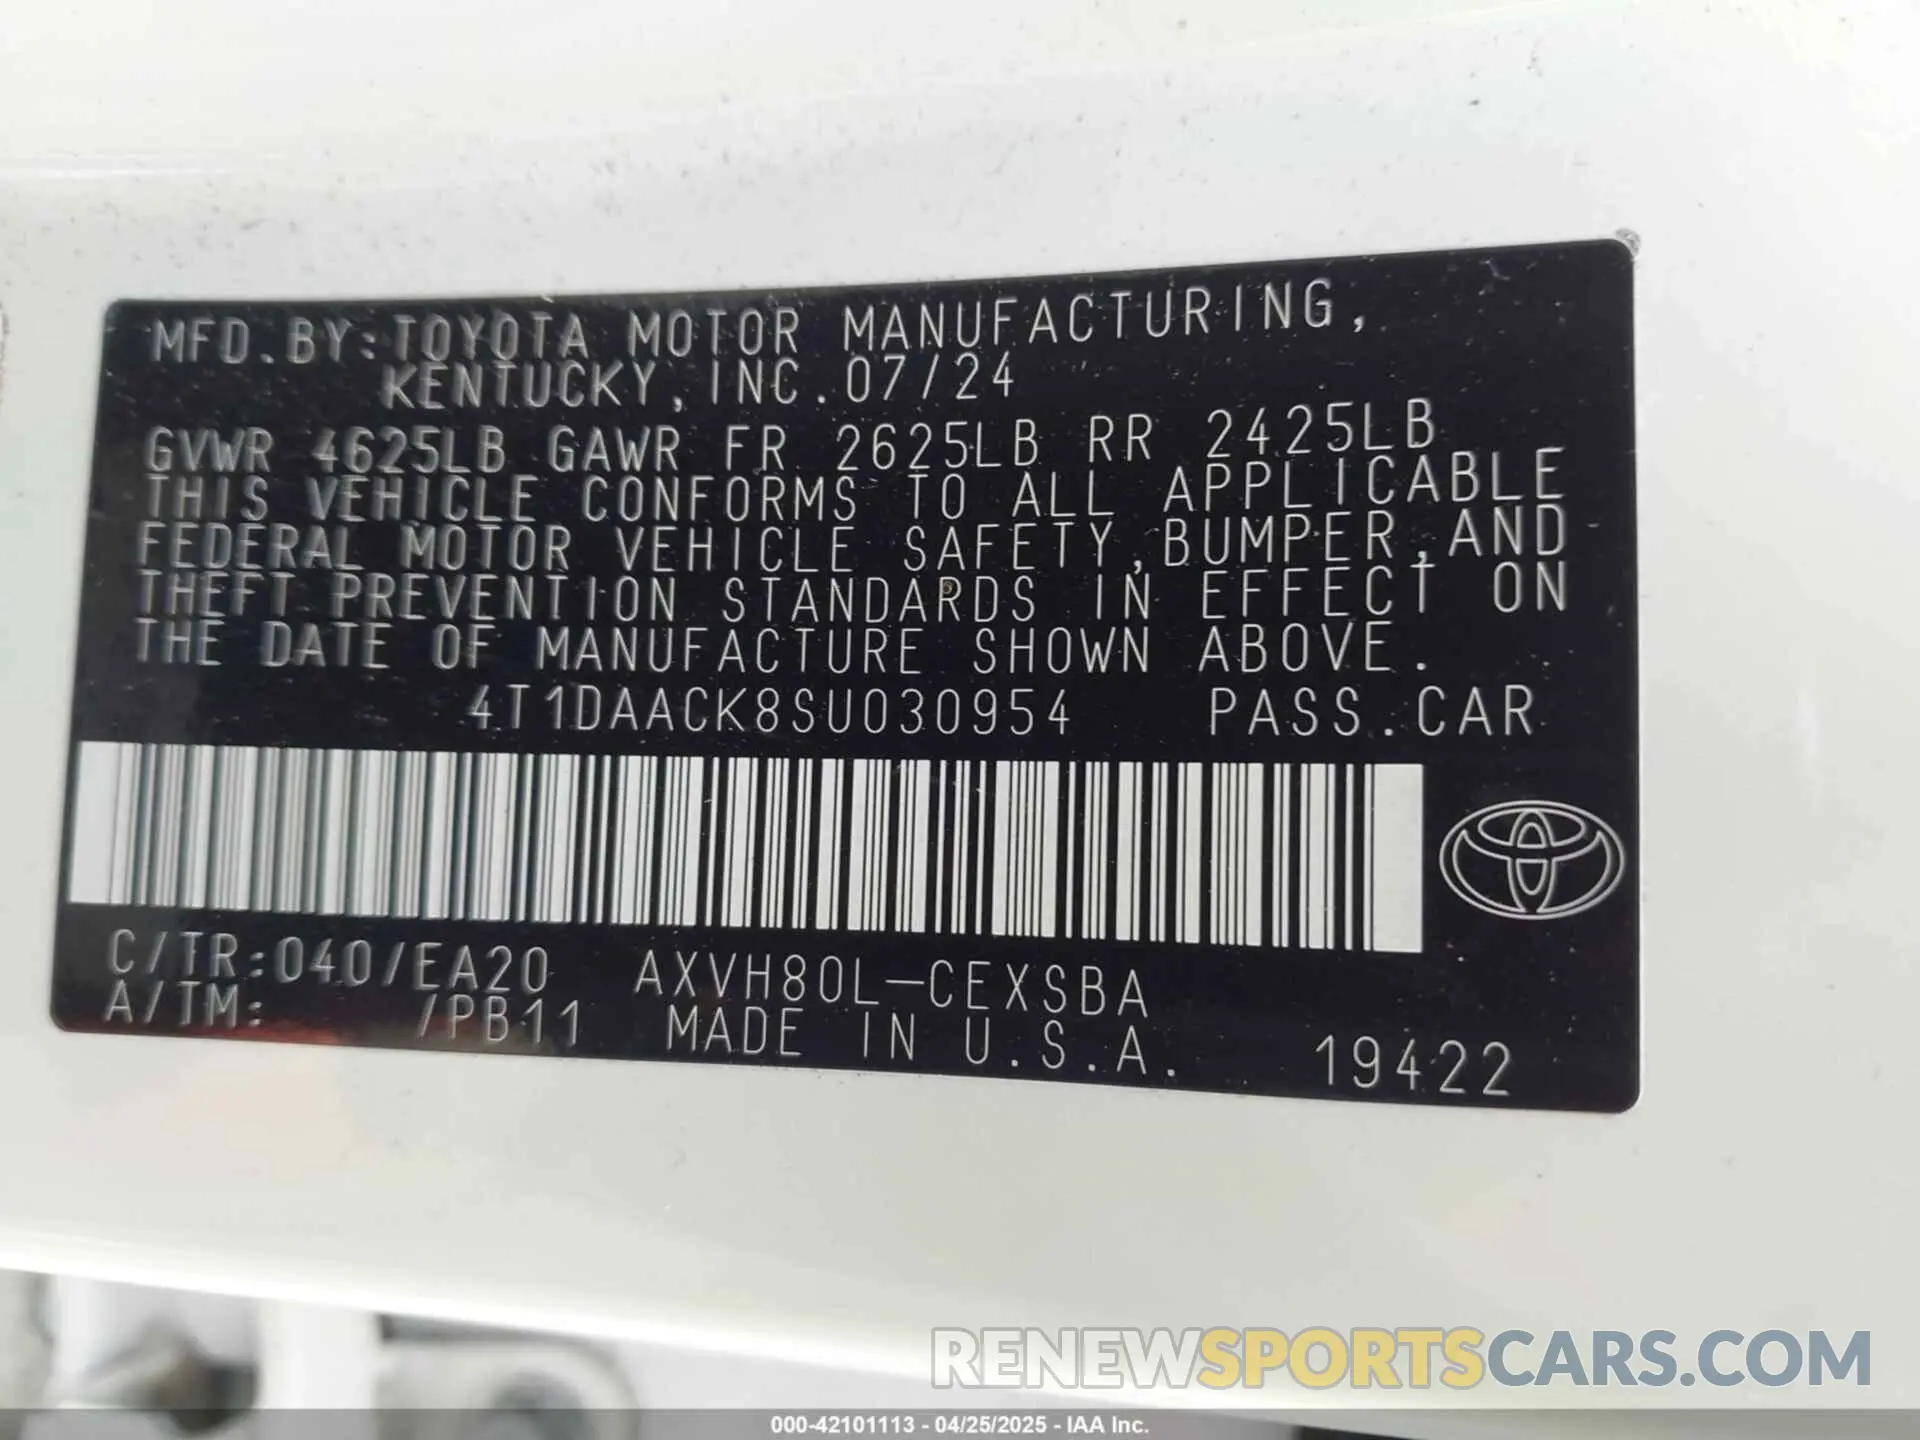 MFD.BY:TOYOTA MOTOR MANUFACTURING,
KENTUCKY, INC. 07/24
GVWR 4625LB GAWR FR 2625LB RR 2425LB
THIS VEHICLE CONFORMS TO ALL APPLICABLE
FEDERAL MOTOR VEHICLE SAFETY,BUMPER,AND
THEFT PREVENTION STANDARDS IN EFFECT ON
THE DATE OF MANUFACTURE SHOWN ABOVE.
4T1DAACK8SU030954 PASS.CAR
C/TR:040/EA20 AXVH80L-CEXSBA
A/TM: /PB11 MADE IN U.S.A. 19422
RENEWSPORTSCARS.COM
000-42101113 - 04/25/2025 - IAA Inc.